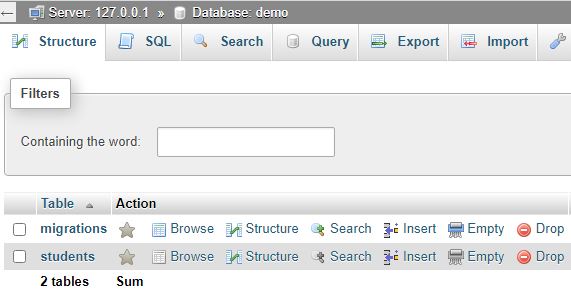 Server: 127.0.0.1 » Database: demo
Structure SQL Search Query Export Import
Filters
Containing the word:
Table Action
migrations Browse Structure Search Insert Empty Drop
students Browse Structure Search Insert Empty Drop
2 tables Sum